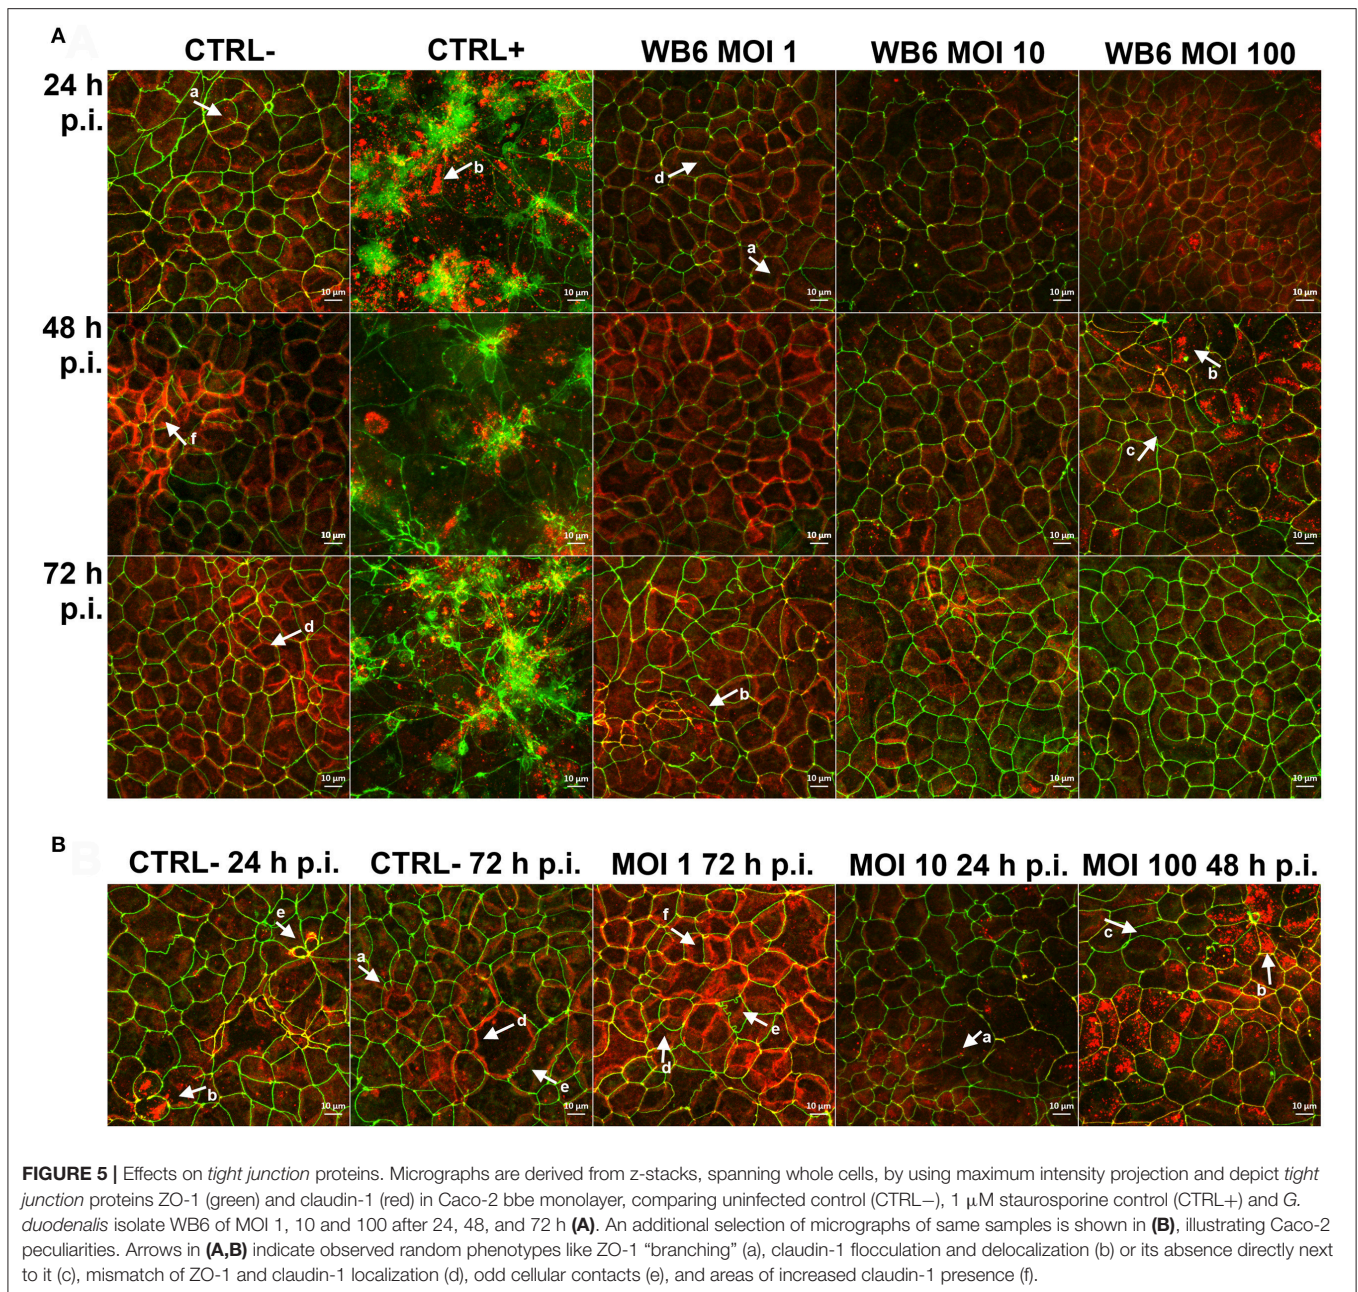 A
CTRL- CTRL+ WB6 MOI 1 WB6 MOI 10 WB6 MOI 100
24 h
p.i.
a b d a
10 µm 10 µm 10 µm 10 µm 10 µm
48 h
p.i.
f b c
10 µm 10 µm 10 µm 10 µm 10 µm
72 h
p.i.
d b
10 µm 10 µm 10 µm 10 µm 10 µm
B
CTRL- 24 h p.i. CTRL- 72 h p.i. MOI 1 72 h p.i. MOI 10 24 h p.i. MOI 100 48 h p.i.
e b a d e f e d a c b
10 µm 10 µm 10 µm 10 µm 10 µm
FIGURE 5 | Effects on tight junction proteins. Micrographs are derived from z-stacks, spanning whole cells, by using maximum intensity projection and depict tight
junction proteins ZO-1 (green) and claudin-1 (red) in Caco-2 bbe monolayer, comparing uninfected control (CTRL−), 1 µM staurosporine control (CTRL+) and G.
duodenalis isolate WB6 of MOI 1, 10 and 100 after 24, 48, and 72 h (A). An additional selection of micrographs of same samples is shown in (B), illustrating Caco-2
peculiarities. Arrows in (A,B) indicate observed random phenotypes like ZO-1 “branching” (a), claudin-1 flocculation and delocalization (b) or its absence directly next
to it (c), mismatch of ZO-1 and claudin-1 localization (d), odd cellular contacts (e), and areas of increased claudin-1 presence (f).